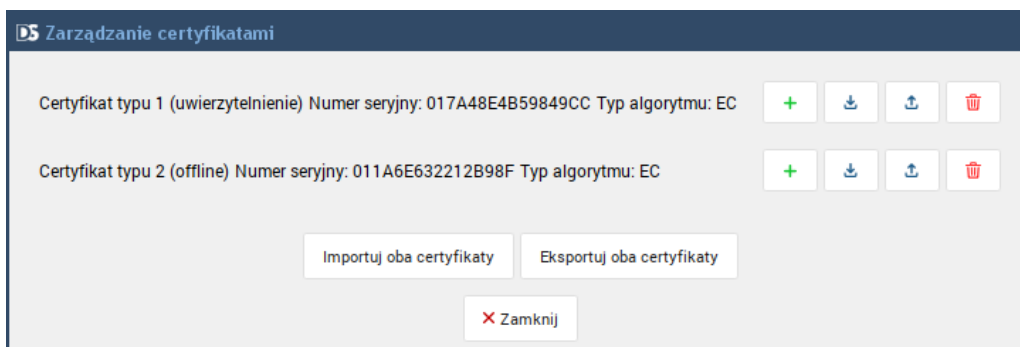 DS Zarządzanie certyfikatami
Certyfikat typu 1 (uwierzytelnienie) Numer seryjny: 017A48E4B59849CC Typ algorytmu: EC
Certyfikat typu 2 (offline) Numer seryjny: 011A6E632212B98F Typ algorytmu: EC
Importuj oba certyfikaty Eksportuj oba certyfikaty
Zamknij